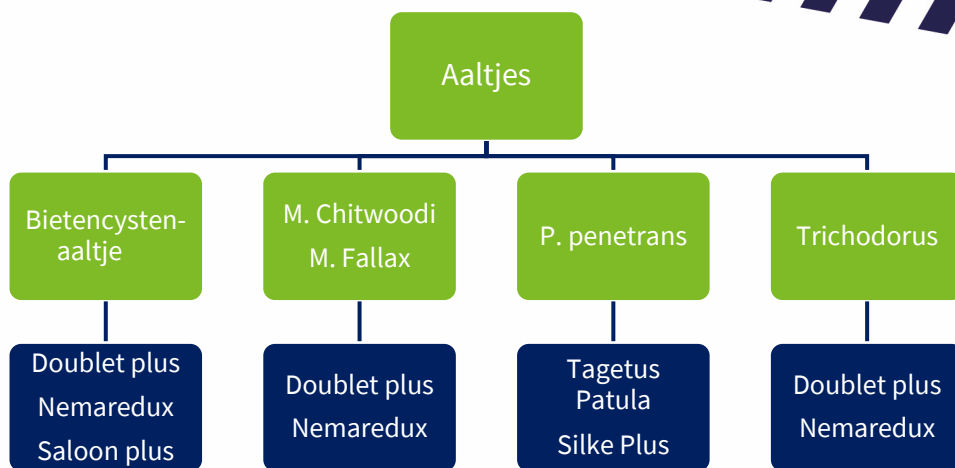 Aaltjes
Bietencysten-
aaltje
M. Chitwoodi
M. Fallax
P. penetrans
Trichodorus
Doublet plus
Nemaredux
Saloon plus
Doublet plus
Nemaredux
Tagetus
Patula
Silke Plus
Doublet plus
Nemaredux